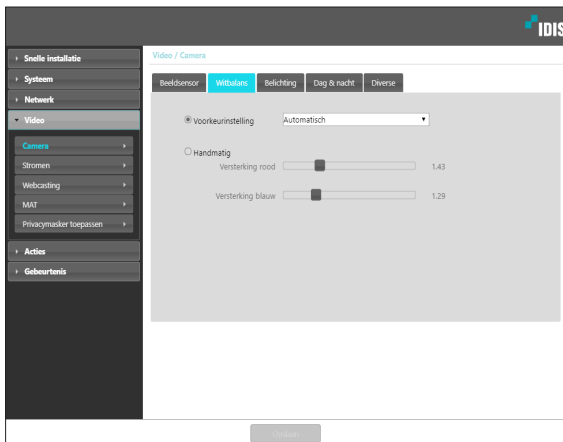 IDIS
Snelle installatie
Systeem
Netwerk
Video
Camera
Stromen
Webcasting
MAT
Privacymasker toepassen
Acties
Gebeurtenis
Video / Camera
Beeldsensor Witbalans Belichting Dag & nacht Diverse
Voorkeurinstelling Automatisch
Handmatig
Versterking rood 1.43
Versterking blauw 1.29